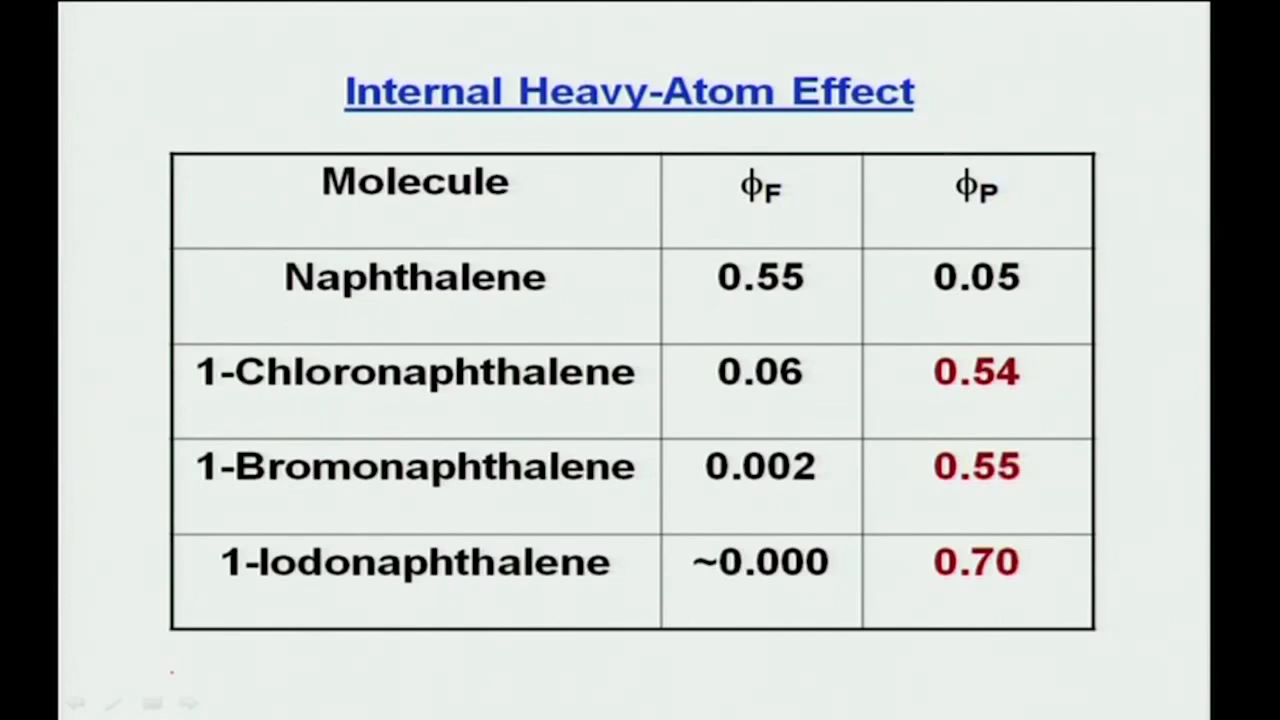 Internal Heavy-Atom Effect
Molecule ϕF ϕP
Naphthalene 0.55 0.05
1-Chloronaphthalene 0.06 0.54
1-Bromonaphthalene 0.002 0.55
1-Iodonaphthalene ~0.000 0.70